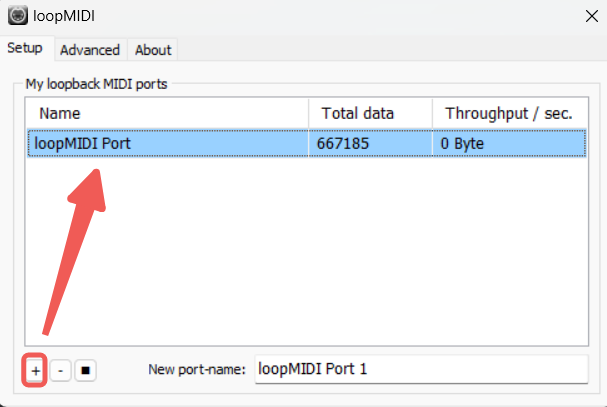 loopMIDI
Setup Advanced About
My loopback MIDI ports
Name Total data Throughput / sec.
loopMIDI Port 667185 0 Byte
+ - ■ New port-name: loopMIDI Port 1